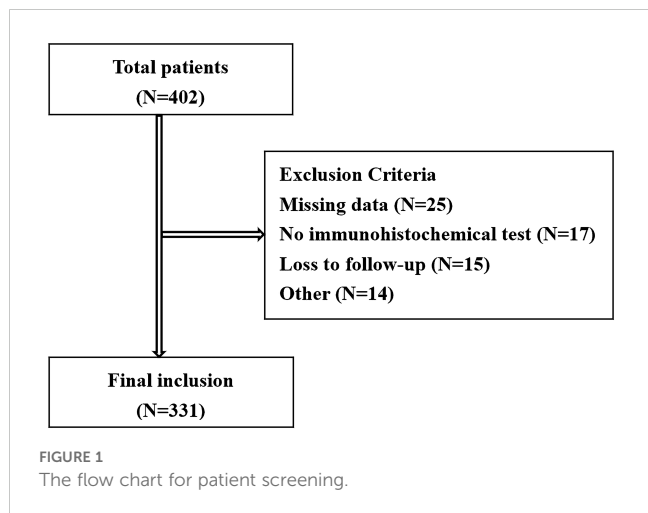 Total patients
(N=402)
Exclusion Criteria
Missing data (N=25)
No immunohistochemical test (N=17)
Loss to follow-up (N=15)
Other (N=14)
Final inclusion
(N=331)
FIGURE 1
The flow chart for patient screening.